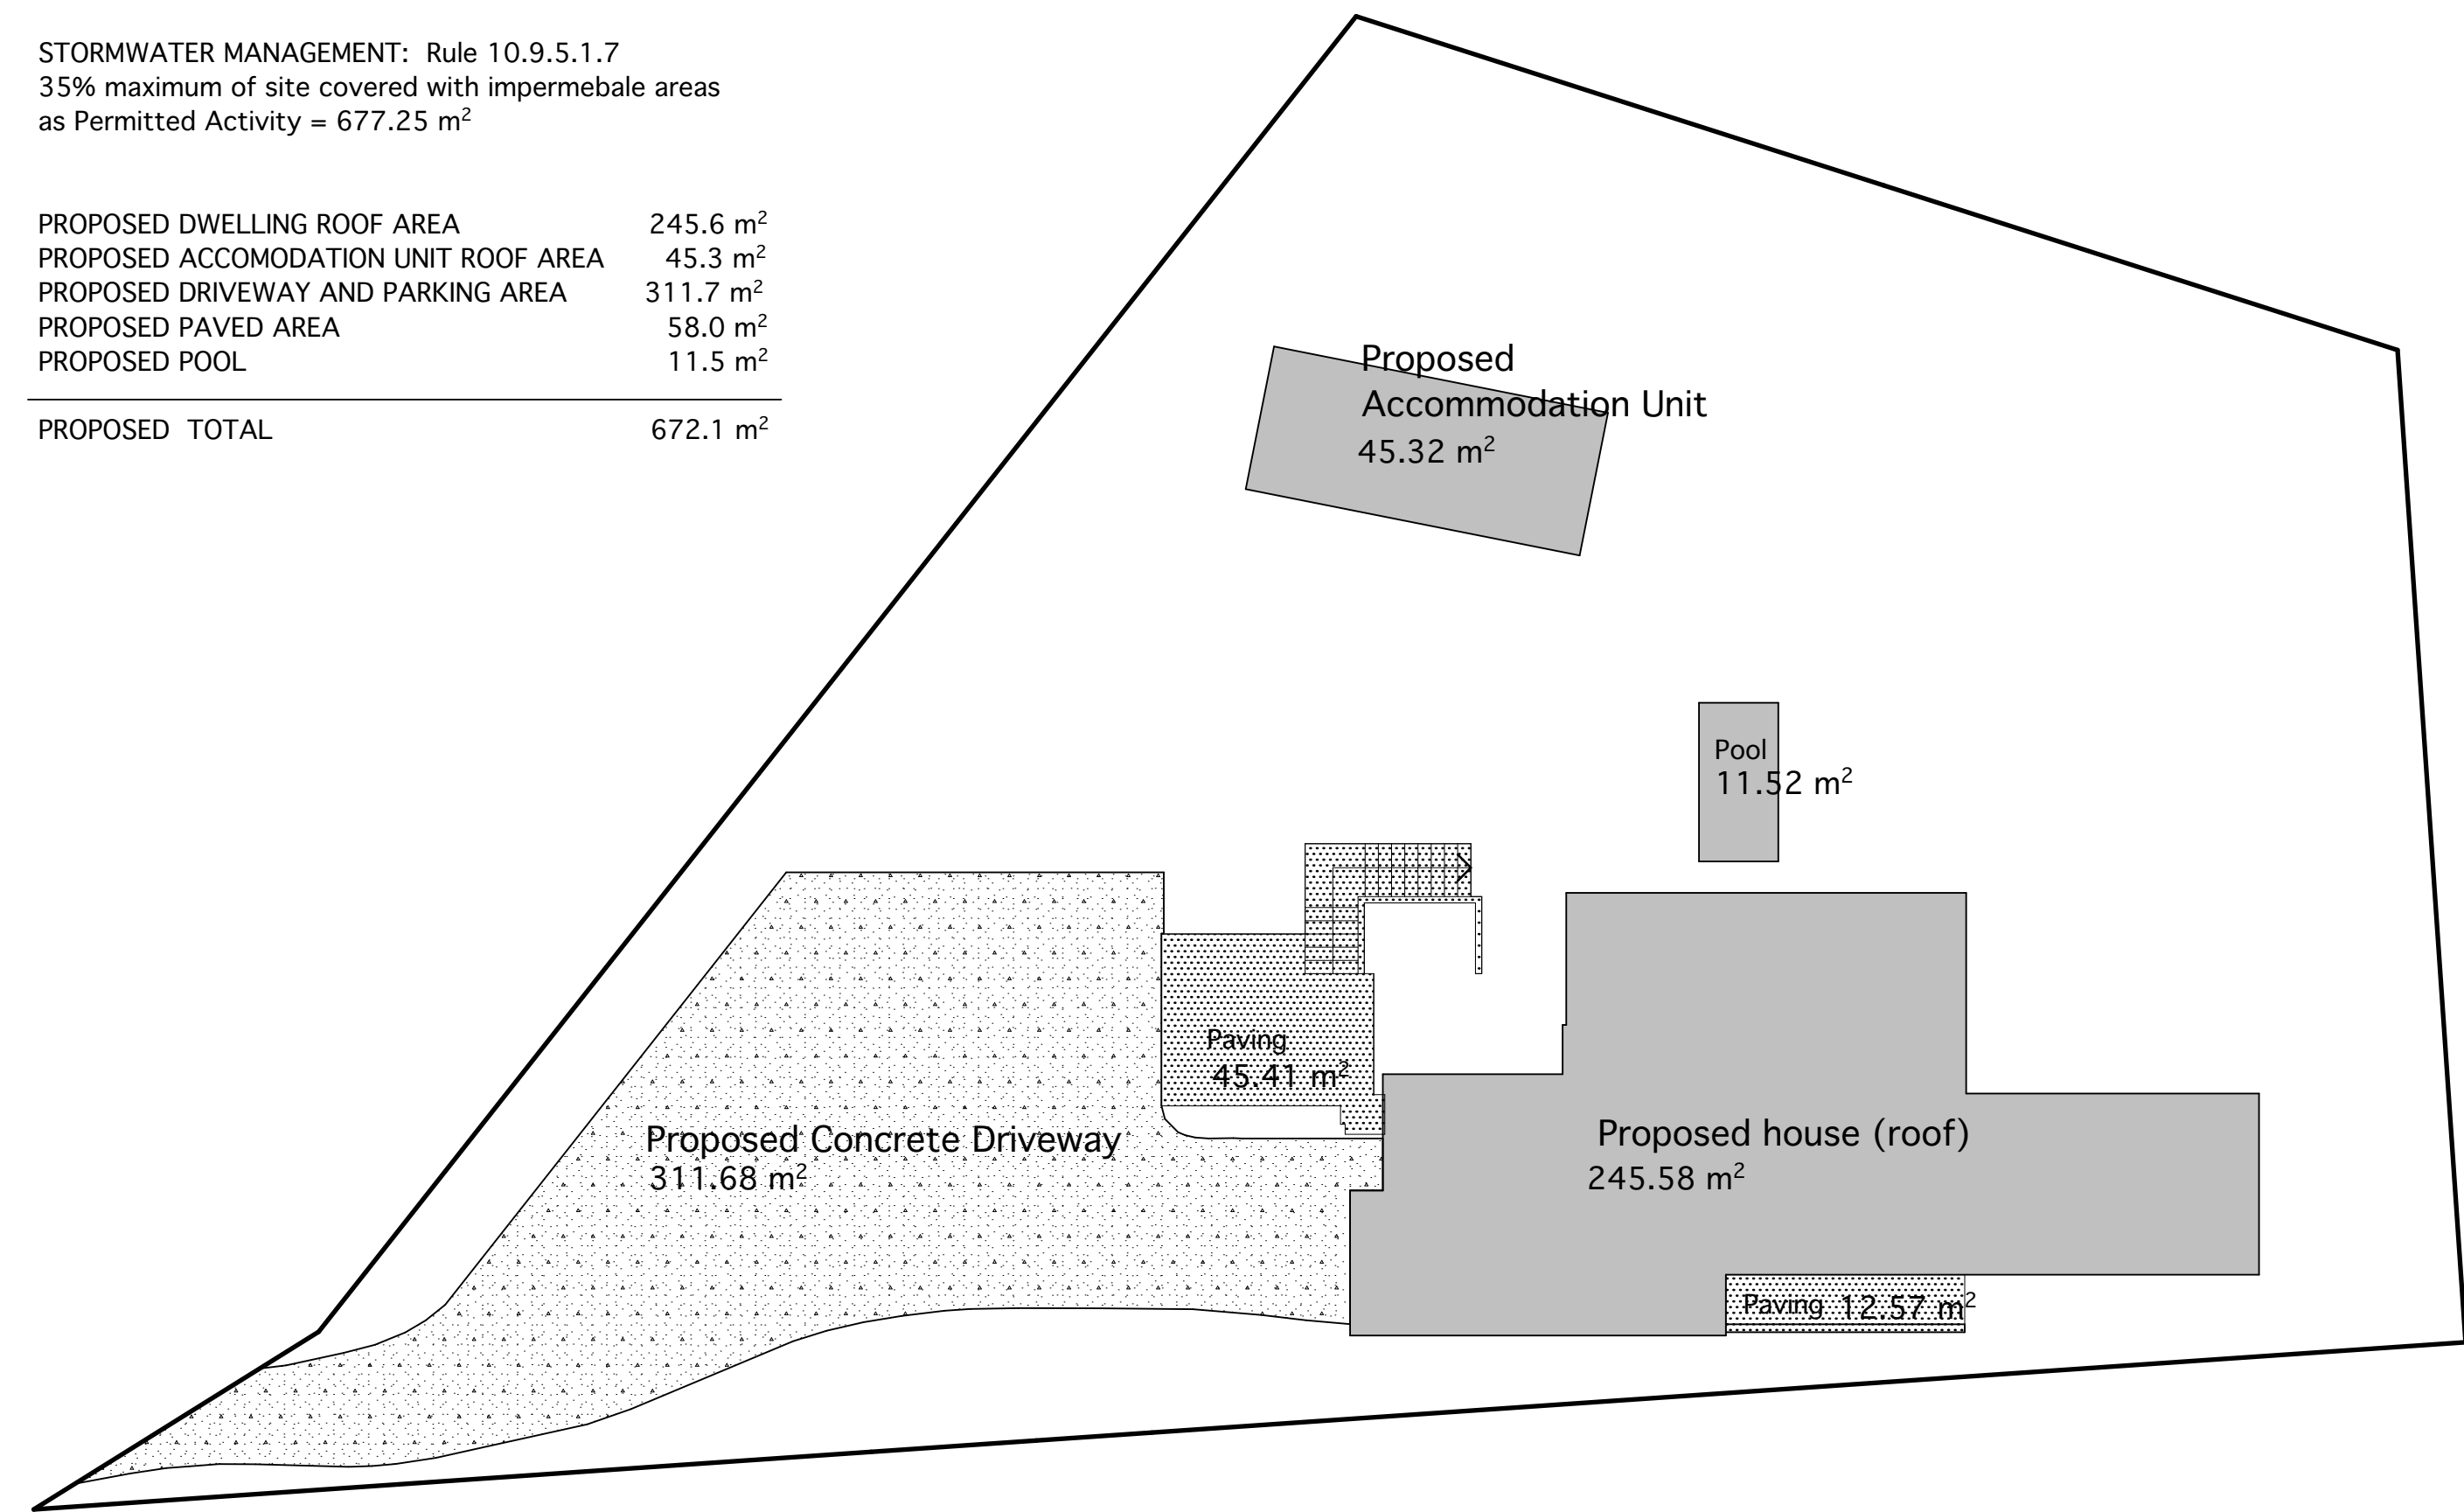 STORMWATER MANAGEMENT: Rule 10.9.5.1.7
35% maximum of site covered with impermebale areas
as Permitted Activity = 677.25 m²
PROPOSED DWELLING ROOF AREA 245.6 m²
PROPOSED ACCOMODATION UNIT ROOF AREA 45.3 m²
PROPOSED DRIVEWAY AND PARKING AREA 311.7 m²
PROPOSED PAVED AREA 58.0 m²
PROPOSED POOL 11.5 m²
PROPOSED TOTAL 672.1 m²
Proposed
Accommodation Unit
45.32 m²
Pool
11.52 m²
Paving
45.41 m²
Proposed Concrete Driveway
311.68 m²
Proposed house (roof)
245.58 m²
Paving 12.57 m²